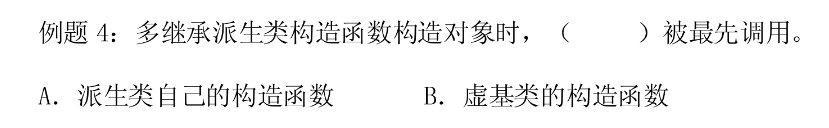 例题 4：多继承派生类构造函数构造对象时，（　　）被最先调用。
A．派生类自己的构造函数　　B．虚基类的构造函数